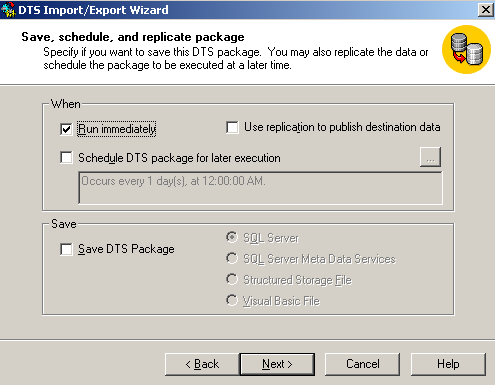 DTS Import/Export Wizard
Save, schedule, and replicate package
Specify if you want to save this DTS package. You may also replicate the data or
schedule the package to be executed at a later time.
When
Run immediately
Use replication to publish destination data
Schedule DTS package for later execution
...
Occurs every 1 day(s), at 12:00:00 AM.
Save
Save DTS Package
SQL Server
SQL Server Meta Data Services
Structured Storage File
Visual Basic File
< Back
Next >
Cancel
Help